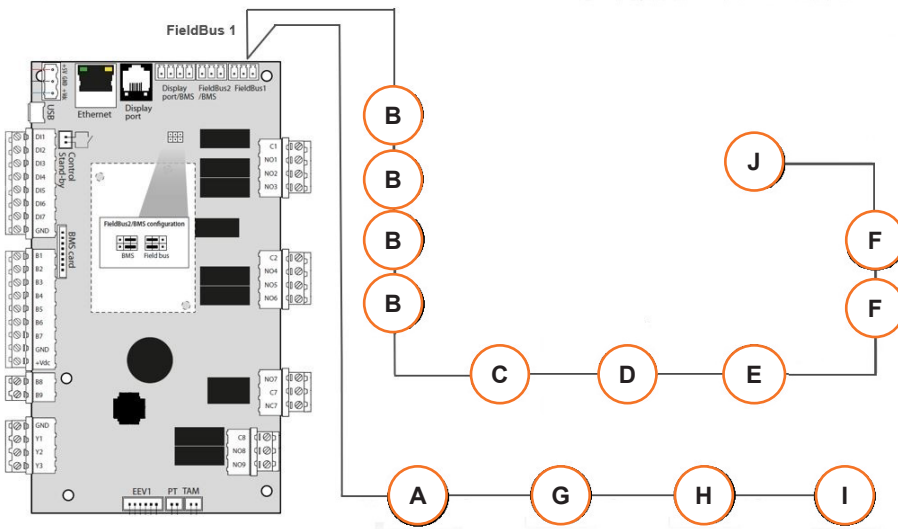 FieldBus 1
+5V GND +Vdc
USB
Ethernet
Display
port
Display
port/BMS
FieldBus2
/BMS
FieldBus1
DI1
DI2
DI3
DI4
DI5
DI6
DI7
GND
Control
Stand-by
BMS card
FieldBus2/BMS configuration
BMS
Field bus
C1
NO1
NO2
NO3
B1
B2
B3
B4
B5
B6
B7
GND
+Vdc
C2
NO4
NO5
NO6
B8
B9
NO7
C7
NC7
GND
Y1
Y2
Y3
C8
NO8
NO9
EEV1
PT
TAM
B
B
B
B
J
F
F
C
D
E
A
G
H
I